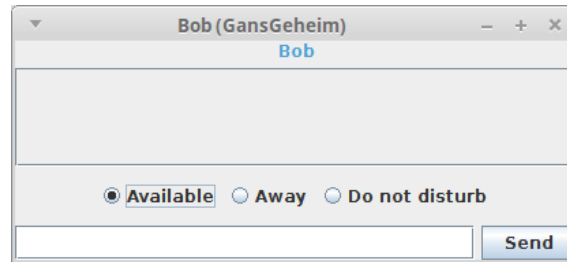 Bob (GansGeheim)
Bob
Available Away Do not disturb
Send